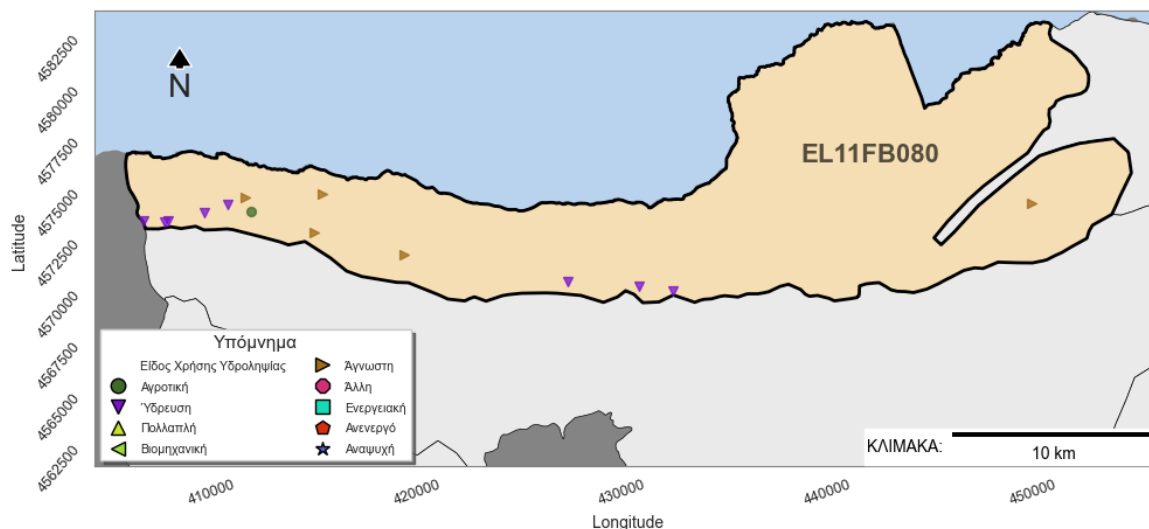 4582500
4580000
4577500
4575000
4572500
4570000
4567500
4565000
4562500
Latitude
N
EL11FB080
Υπόμνημα
Είδος Χρήσης Υδροληψίας
Αγροτική
Ύδρευση
Πολλαπλή
Βιομηχανική
Άγνωστη
Άλλη
Ενεργειακή
Ανενεργό
Αναψυχή
ΚΛΙΜΑΚΑ:
10 km
410000
420000
430000
440000
450000
Longitude